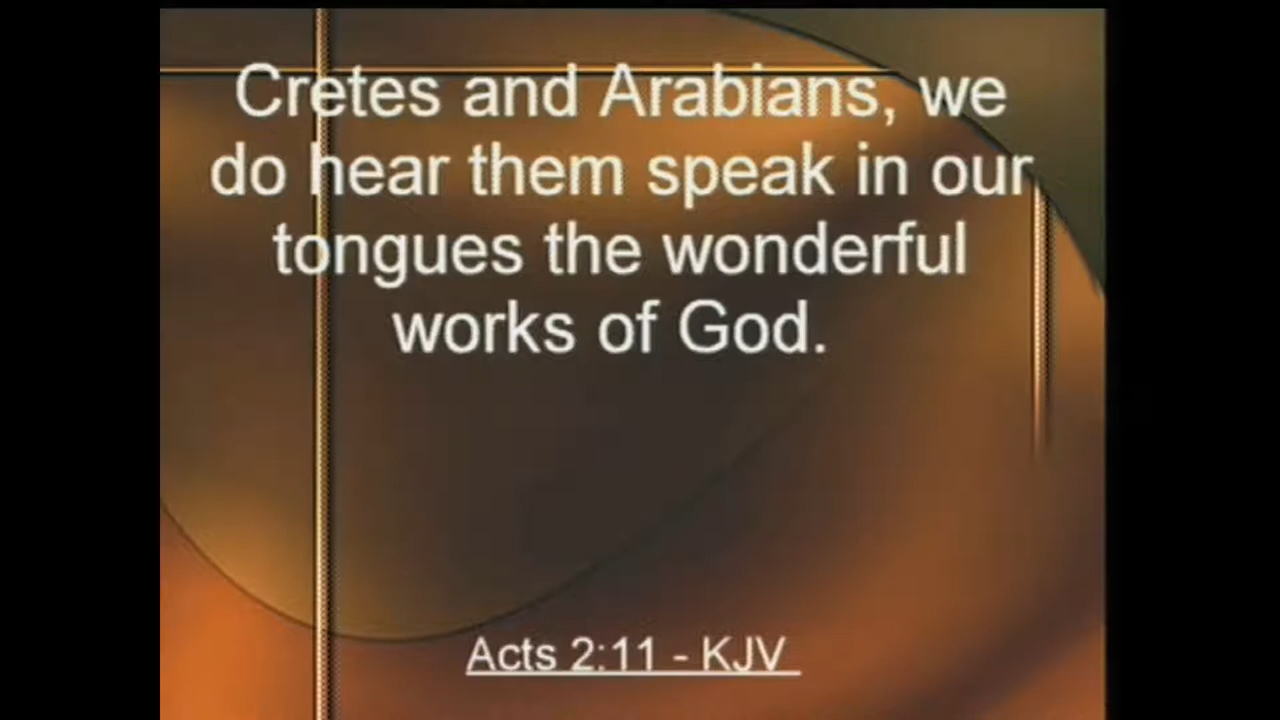 Cretes and Arabians, we
do hear them speak in our
tongues the wonderful
works of God.
Acts 2:11 - KJV